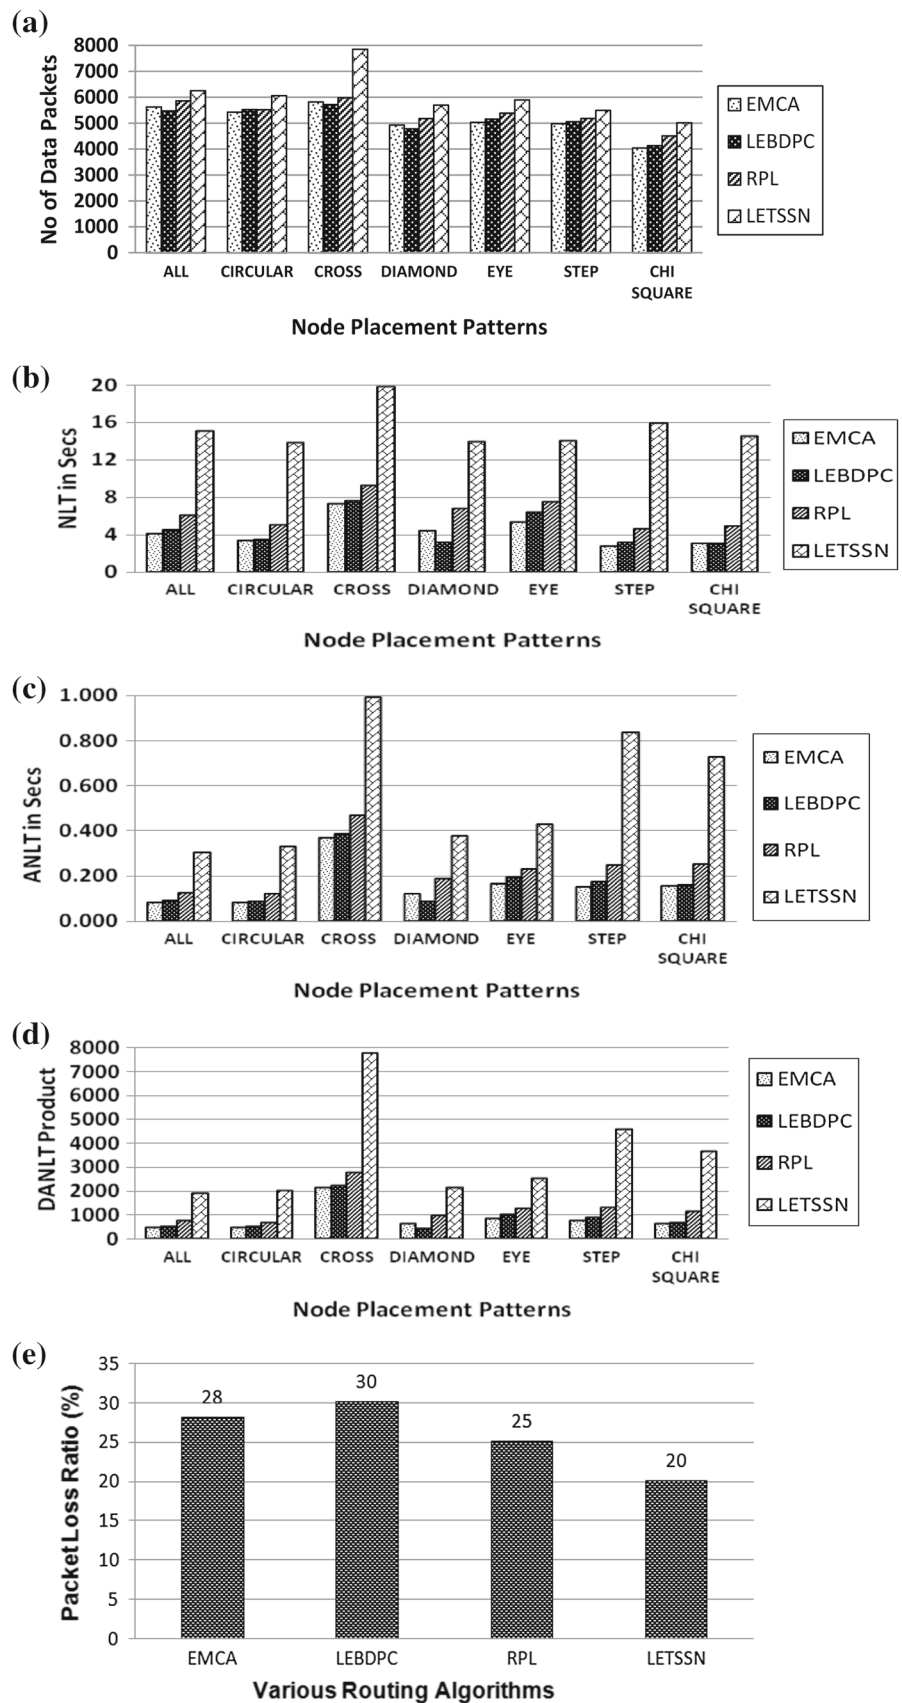 (a)
8000
7000
6000
5000
4000
3000
2000
1000
0
No of Data Packets
ALL CIRCULAR CROSS DIAMOND EYE STEP CHI SQUARE
Node Placement Patterns
EMCA
LEBDPC
RPL
LETSSN
(b)
20
16
12
8
4
0
NLT in Secs
ALL CIRCULAR CROSS DIAMOND EYE STEP CHI SQUARE
Node Placement Patterns
EMCA
LEBDPC
RPL
LETSSN
(c)
1.000
0.800
0.600
0.400
0.200
0.000
ANLT in Secs
ALL CIRCULAR CROSS DIAMOND EYE STEP CHI SQUARE
Node Placement Patterns
EMCA
LEBDPC
RPL
LETSSN
(d)
8000
7000
6000
5000
4000
3000
2000
1000
0
DANLT Product
ALL CIRCULAR CROSS DIAMOND EYE STEP CHI SQUARE
Node Placement Patterns
EMCA
LEBDPC
RPL
LETSSN
(e)
35
30
25
20
15
10
5
0
Packet Loss Ratio (%)
28
30
25
20
EMCA LEBDPC RPL LETSSN
Various Routing Algorithms